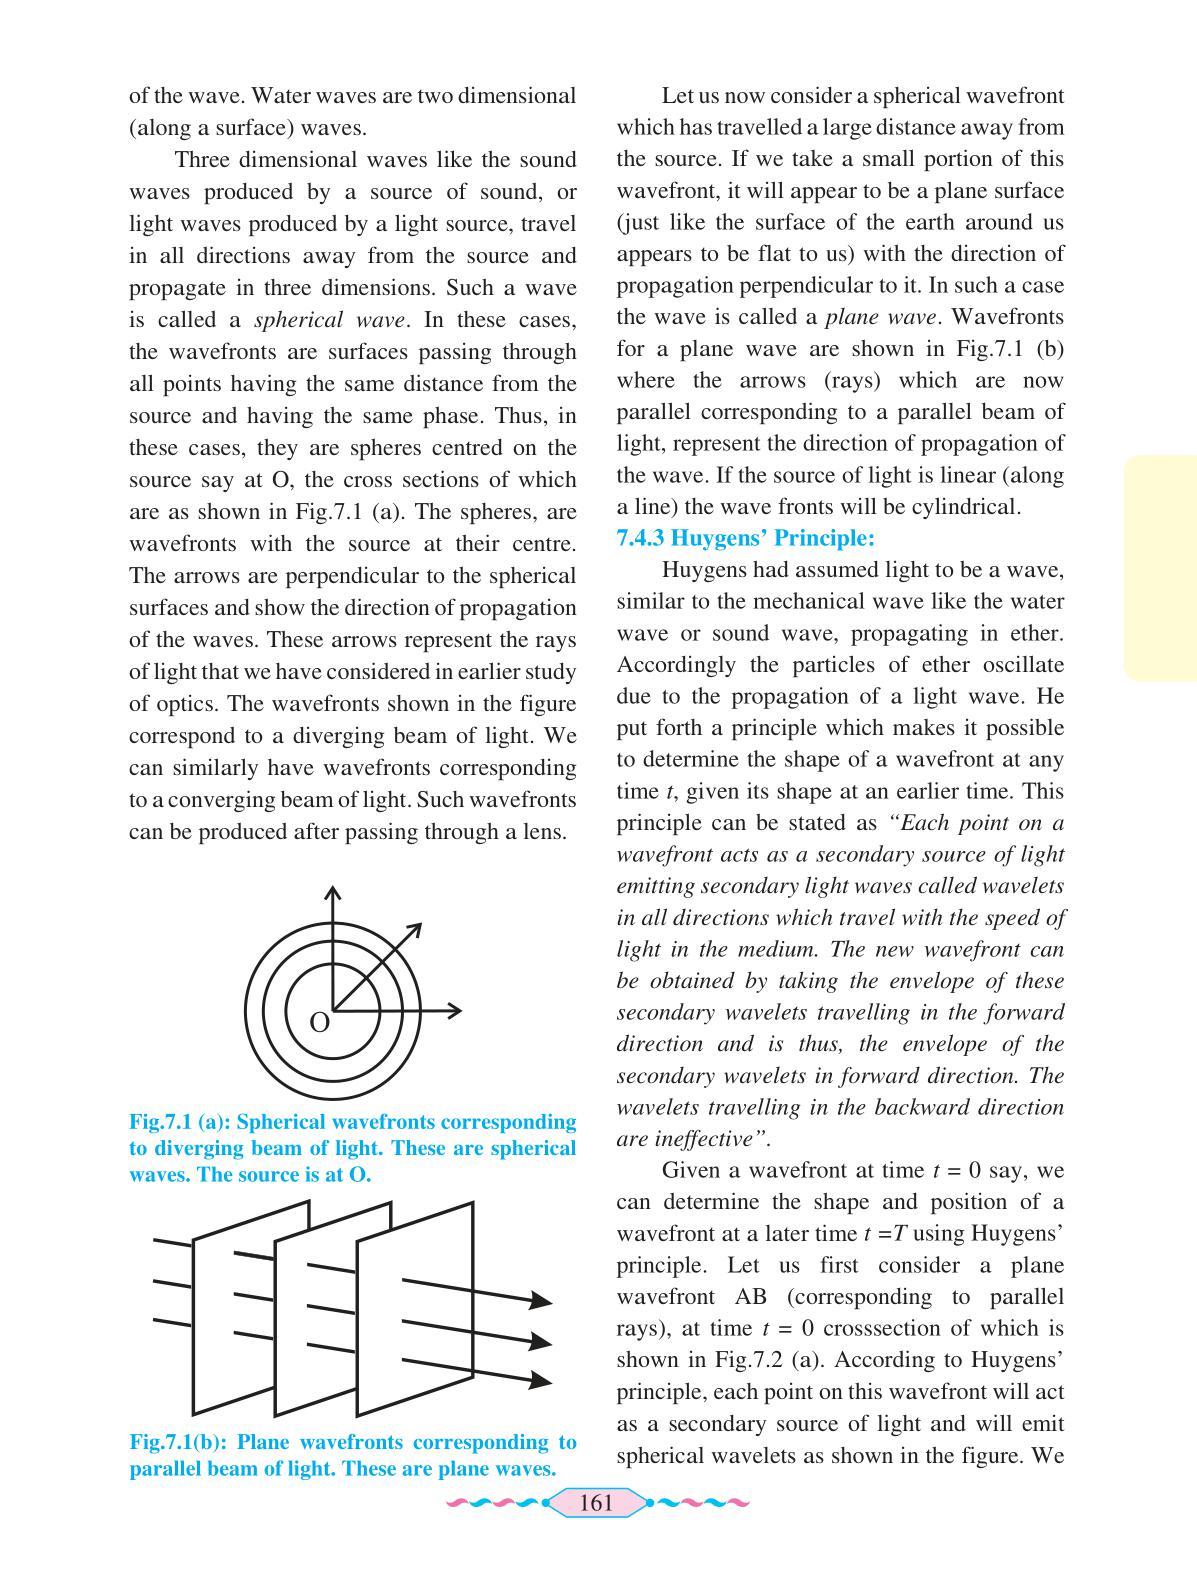 of the wave. Water waves are two dimensional
(along a surface) waves.
Three dimensional waves like the sound
waves produced by a source of sound, or
light waves produced by a light source, travel
in all directions away from the source and
propagate in three dimensions. Such a wave
is called a spherical wave. In these cases,
the wavefronts are surfaces passing through
all points having the same distance from the
source and having the same phase. Thus, in
these cases, they are spheres centred on the
source say at O, the cross sections of which
are as shown in Fig.7.1 (a). The spheres, are
wavefronts with the source at their centre.
The arrows are perpendicular to the spherical
surfaces and show the direction of propagation
of the waves. These arrows represent the rays
of light that we have considered in earlier study
of optics. The wavefronts shown in the figure
correspond to a diverging beam of light. We
can similarly have wavefronts corresponding
to a converging beam of light. Such wavefronts
can be produced after passing through a lens.
O
Fig.7.1 (a): Spherical wavefronts corresponding
to diverging beam of light. These are spherical
waves. The source is at O.
Fig.7.1(b): Plane wavefronts corresponding to
parallel beam of light. These are plane waves.
Let us now consider a spherical wavefront
which has travelled a large distance away from
the source. If we take a small portion of this
wavefront, it will appear to be a plane surface
(just like the surface of the earth around us
appears to be flat to us) with the direction of
propagation perpendicular to it. In such a case
the wave is called a plane wave. Wavefronts
for a plane wave are shown in Fig.7.1 (b)
where the arrows (rays) which are now
parallel corresponding to a parallel beam of
light, represent the direction of propagation of
the wave. If the source of light is linear (along
a line) the wave fronts will be cylindrical.
7.4.3 Huygens’ Principle:
Huygens had assumed light to be a wave,
similar to the mechanical wave like the water
wave or sound wave, propagating in ether.
Accordingly the particles of ether oscillate
due to the propagation of a light wave. He
put forth a principle which makes it possible
to determine the shape of a wavefront at any
time t, given its shape at an earlier time. This
principle can be stated as “Each point on a
wavefront acts as a secondary source of light
emitting secondary light waves called wavelets
in all directions which travel with the speed of
light in the medium. The new wavefront can
be obtained by taking the envelope of these
secondary wavelets travelling in the forward
direction and is thus, the envelope of the
secondary wavelets in forward direction. The
wavelets travelling in the backward direction
are ineffective”.
Given a wavefront at time t = 0 say, we
can determine the shape and position of a
wavefront at a later time t =T using Huygens’
principle. Let us first consider a plane
wavefront AB (corresponding to parallel
rays), at time t = 0 crosssection of which is
shown in Fig.7.2 (a). According to Huygens’
principle, each point on this wavefront will act
as a secondary source of light and will emit
spherical wavelets as shown in the figure. We
161